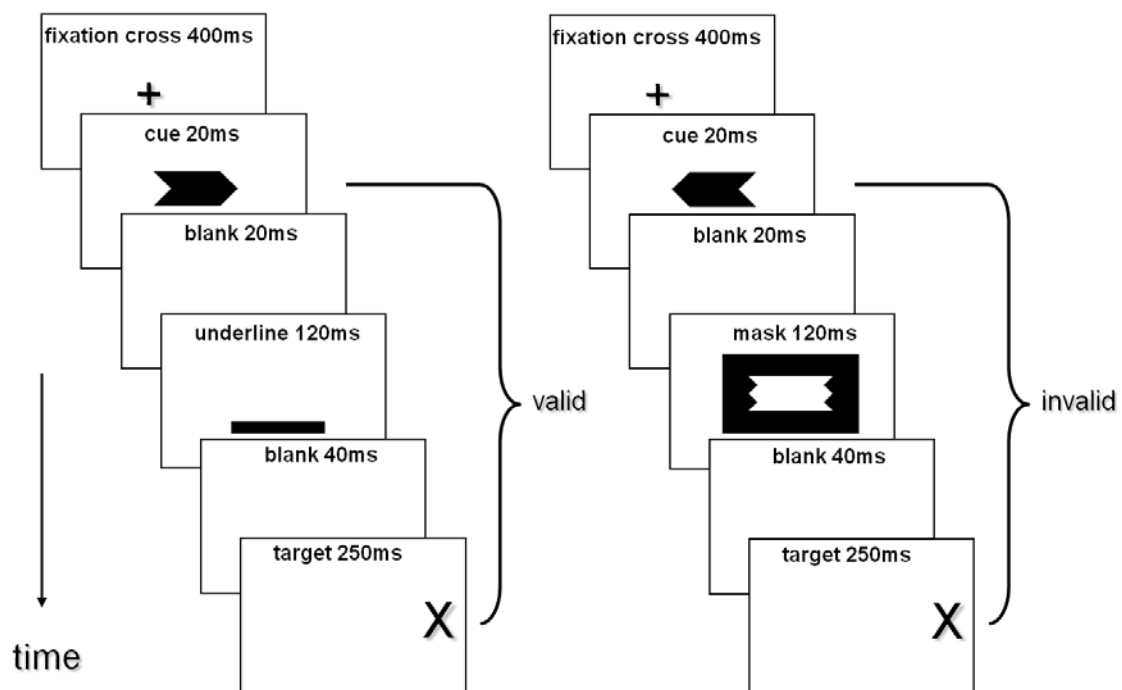 fixation cross 400ms
cue 20ms
blank 20ms
underline 120ms
blank 40ms
target 250ms
X
valid
time
fixation cross 400ms
cue 20ms
blank 20ms
mask 120ms
blank 40ms
target 250ms
X
invalid